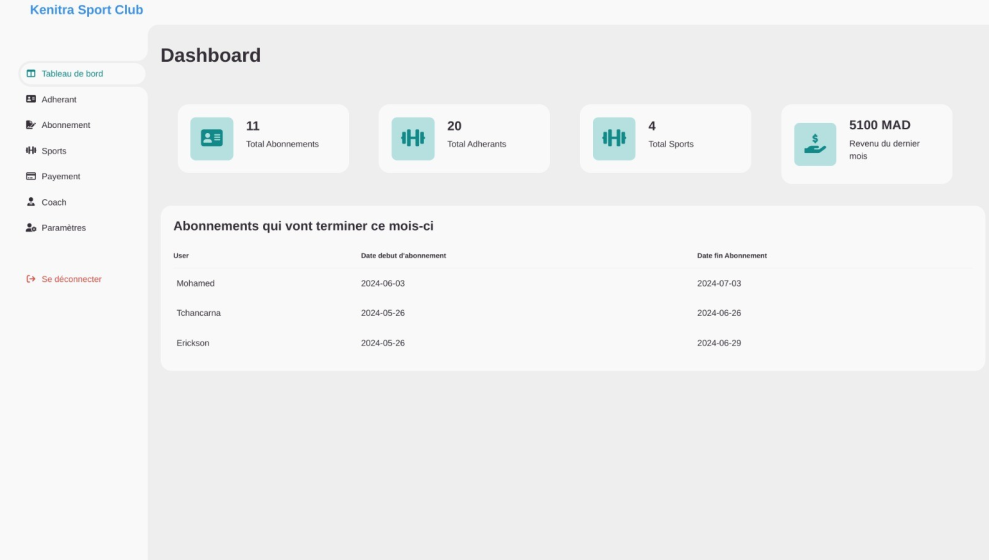 Kenitra Sport Club
Tableau de bord
Adherant
Abonnement
Sports
Payement
Coach
Paramètres
Se déconnecter
Dashboard
11
Total Abonnements
20
Total Adherants
4
Total Sports
5100 MAD
Revenu du dernier
mois
Abonnements qui vont terminer ce mois-ci
User Date debut d'abonnement Date fin Abonnement
Mohamed 2024-06-03 2024-07-03
Tchancarna 2024-05-26 2024-06-26
Erickson 2024-05-26 2024-06-29